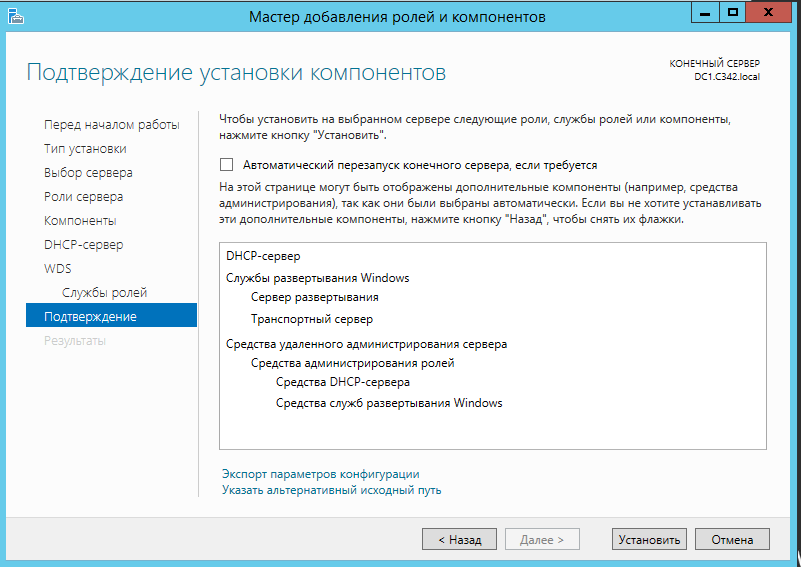 Мастер добавления ролей и компонентов
Подтверждение установки компонентов
КОНЕЧНЫЙ СЕРВЕР
DC1.C342.local
Перед началом работы
Тип установки
Выбор сервера
Роли сервера
Компоненты
DHCP-сервер
WDS
Службы ролей
Подтверждение
Результаты
Чтобы установить на выбранном сервере следующие роли, службы ролей или компоненты,
нажмите кнопку "Установить".
Автоматический перезапуск конечного сервера, если требуется
На этой странице могут быть отображены дополнительные компоненты (например, средства
администрирования), так как они были выбраны автоматически. Если вы не хотите устанавливать
эти дополнительные компоненты, нажмите кнопку "Назад", чтобы снять их флажки.
DHCP-сервер
Службы развертывания Windows
Сервер развертывания
Транспортный сервер
Средства удаленного администрирования сервера
Средства администрирования ролей
Средства DHCP-сервера
Средства служб развертывания Windows
Экспорт параметров конфигурации
Указать альтернативный исходный путь
< Назад
Далее >
Установить
Отмена